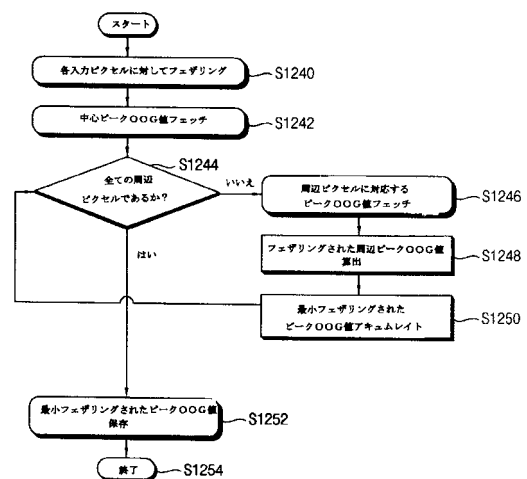 スタート
各入力ピクセルに対してフェザリング
S1240
中心ピークOOG値フェッチ
S1242
S1244
全ての周辺
ピクセルであるか?
いいえ
周辺ピクセルに対応する
ピークOOG値フェッチ
S1246
はい
フェザリングされた周辺ピークOOG値
算出
S1248
最小フェザリングされた
ピークOOG値アキュムレイト
S1250
最小フェザリングされたピークOOG値
保存
S1252
終了
S1254